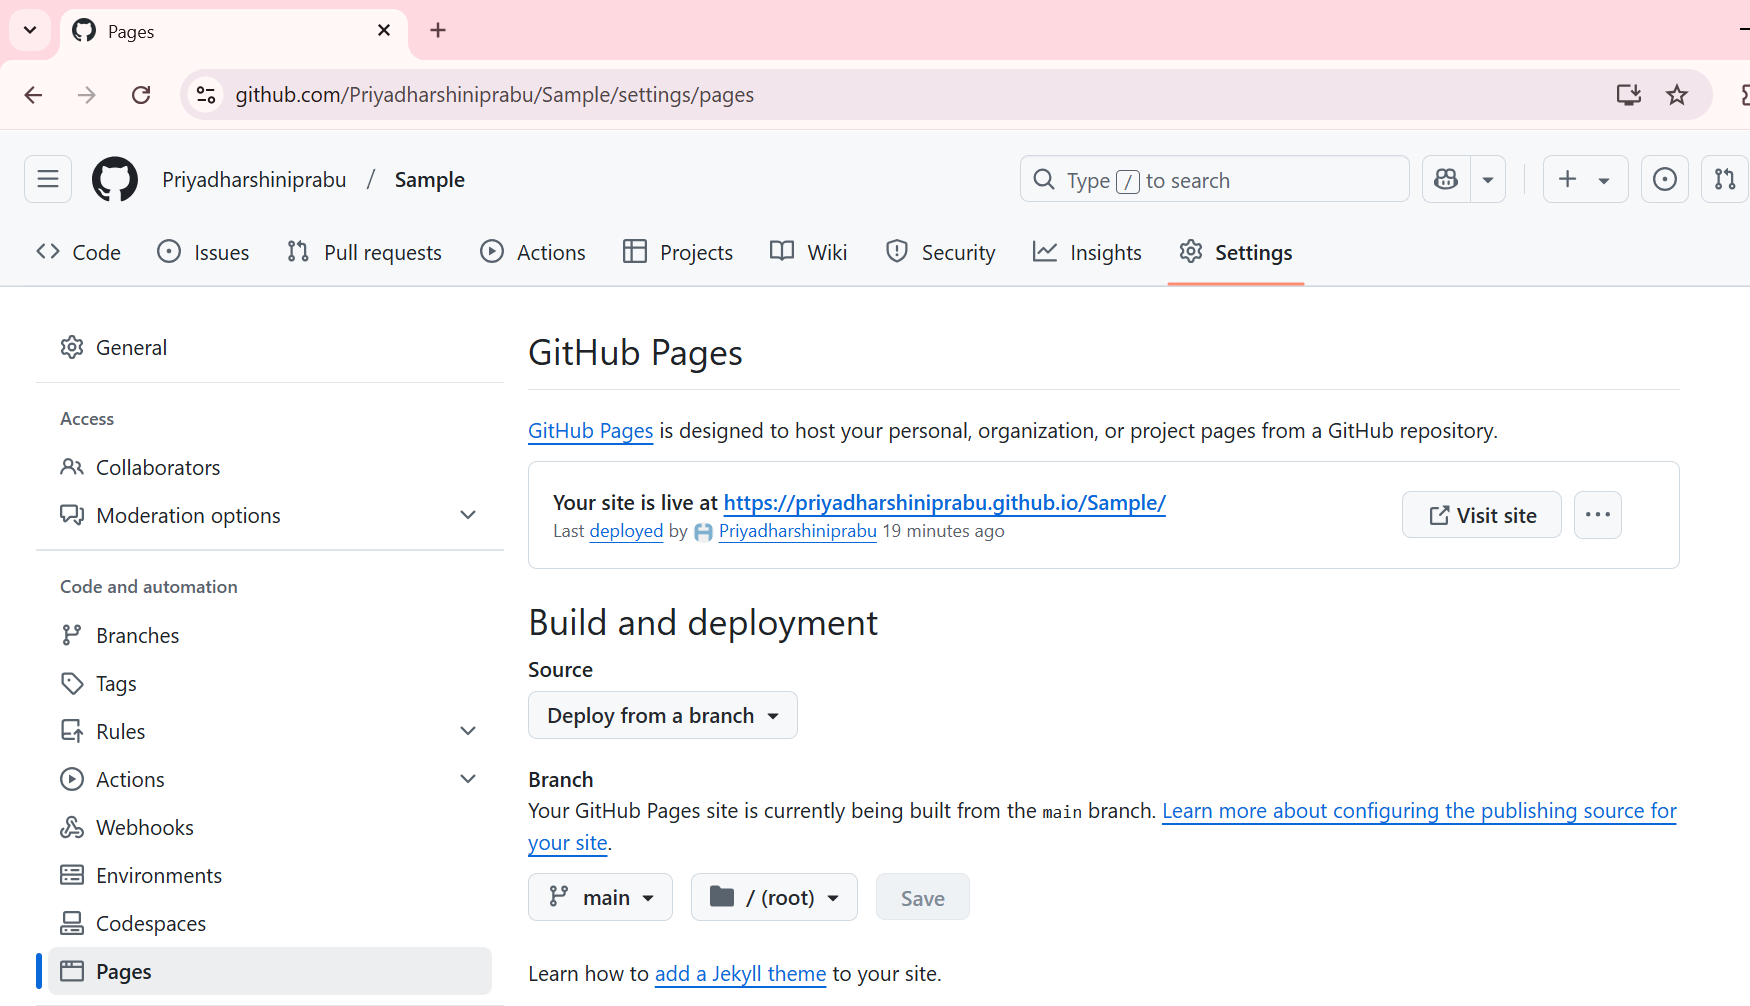 Pages
github.com/Priyadharshiniprabu/Sample/settings/pages
Priyadharshiniprabu / Sample
Type / to search
Code Issues Pull requests Actions Projects Wiki Security Insights Settings
General
Access
Collaborators
Moderation options
Code and automation
Branches
Tags
Rules
Actions
Webhooks
Environments
Codespaces
Pages
GitHub Pages
GitHub Pages is designed to host your personal, organization, or project pages from a GitHub repository.
Your site is live at https://priyadharshiniprabu.github.io/Sample/
Last deployed by Priyadharshiniprabu 19 minutes ago
Visit site
Build and deployment
Source
Deploy from a branch
Branch
Your GitHub Pages site is currently being built from the main branch. Learn more about configuring the publishing source for
your site.
main / (root) Save
Learn how to add a Jekyll theme to your site.